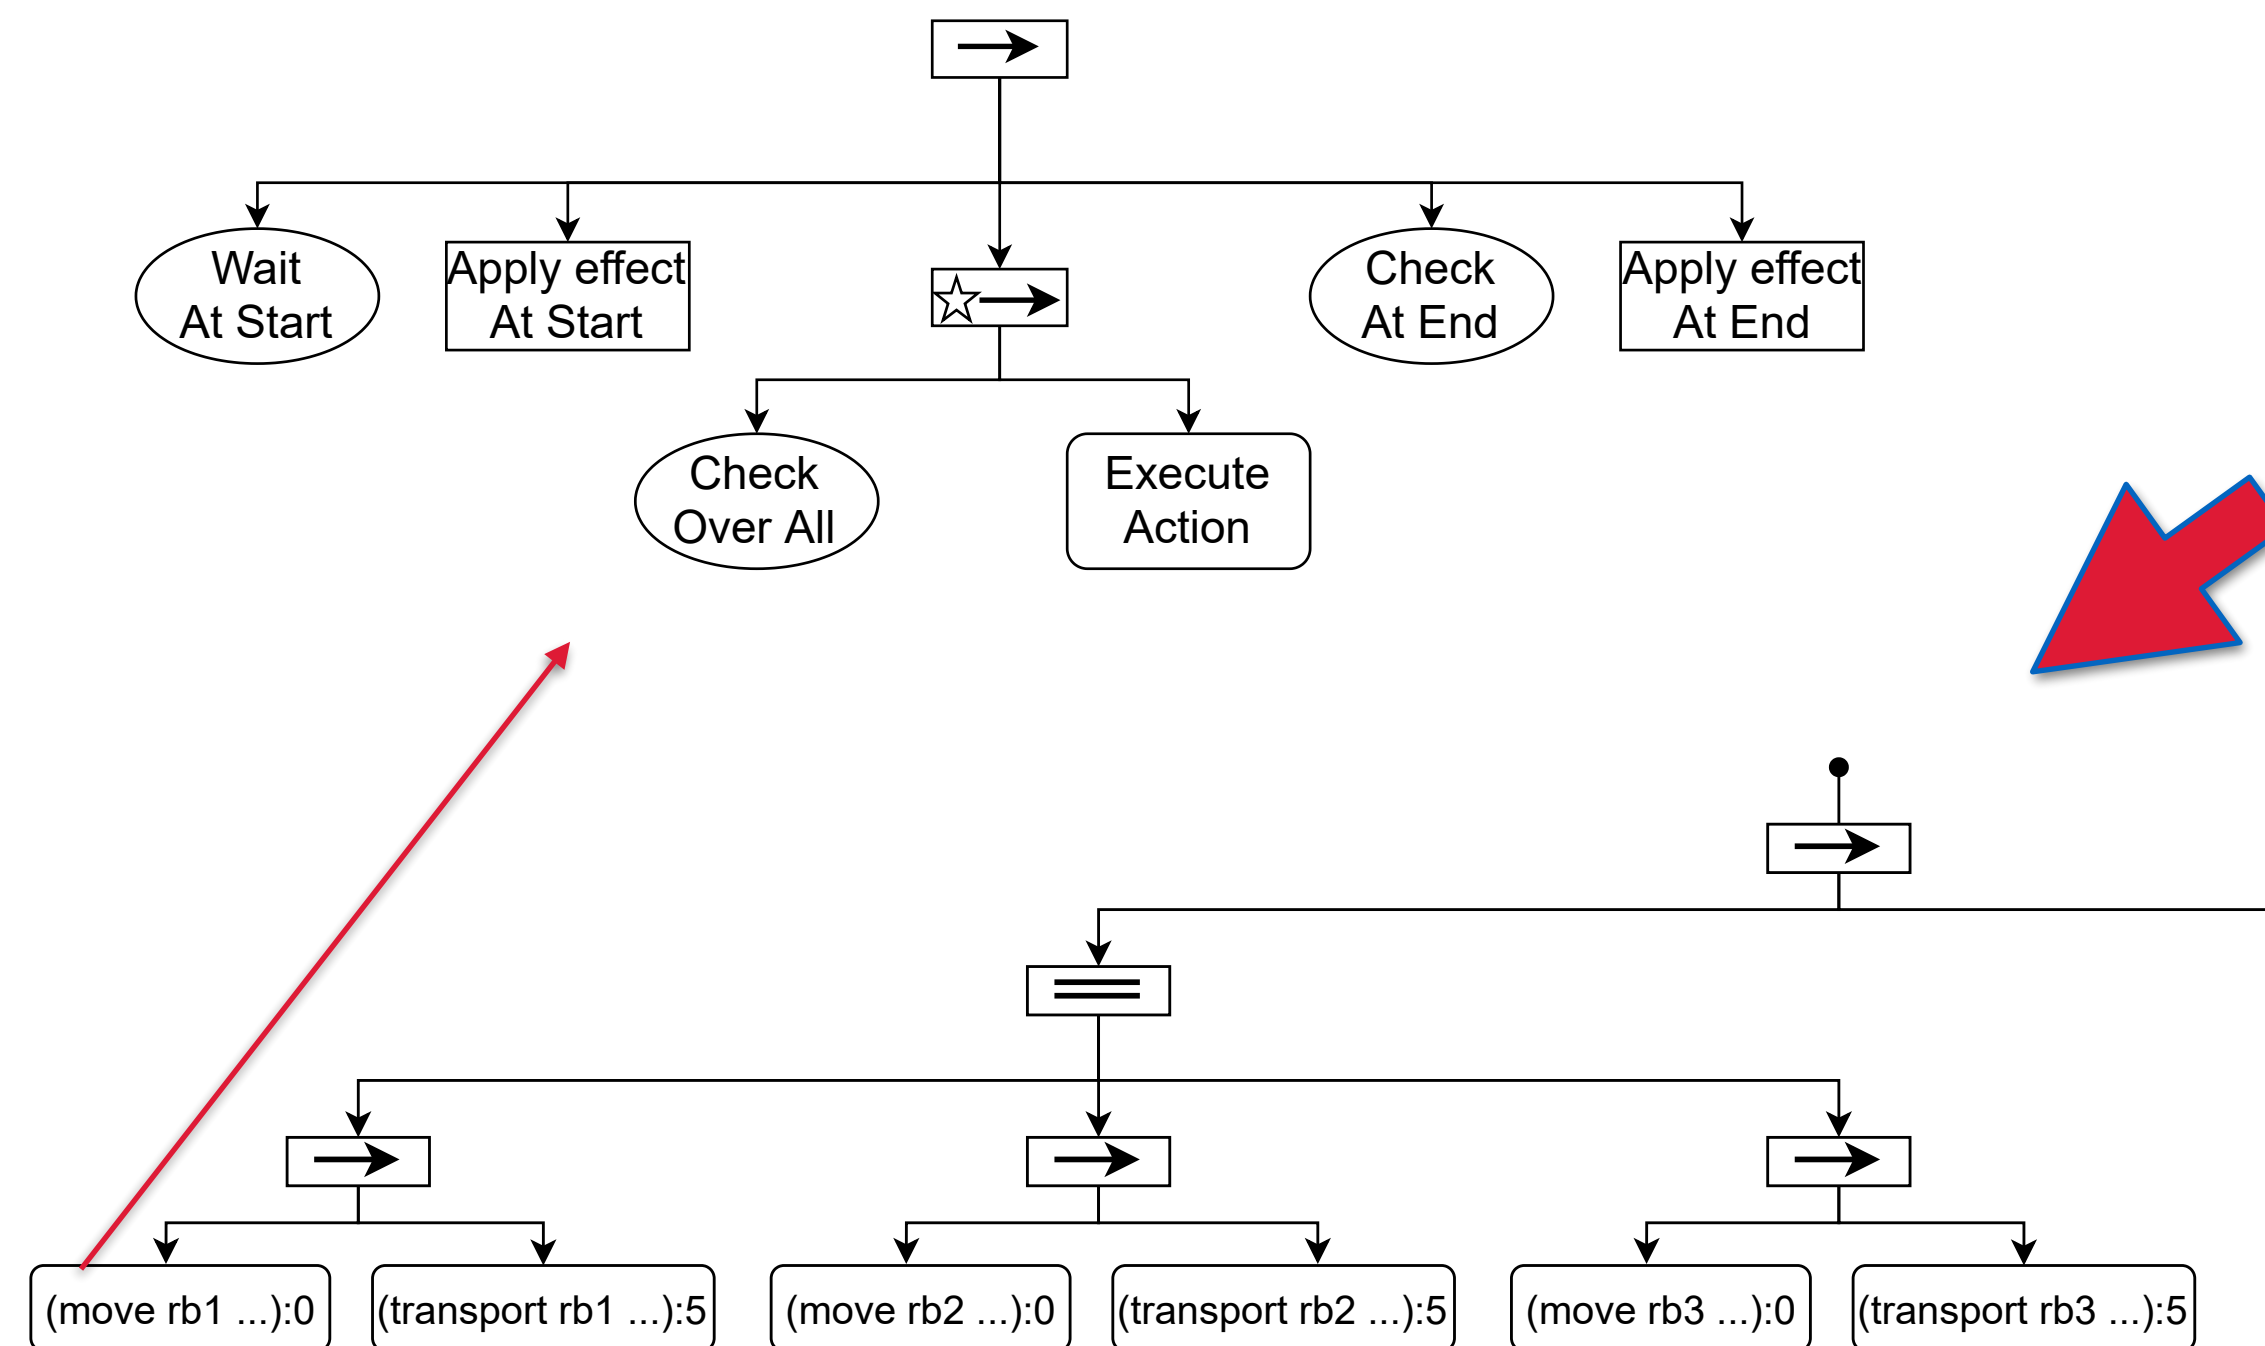 Wait
At Start
Apply effect
At Start
Check
At End
Apply effect
At End
Check
Over All
Execute
Action
(move rb1 ...):0
(transport rb1 ...):5
(move rb2 ...):0
(transport rb2 ...):5
(move rb3 ...):0
(transport rb3 ...):5